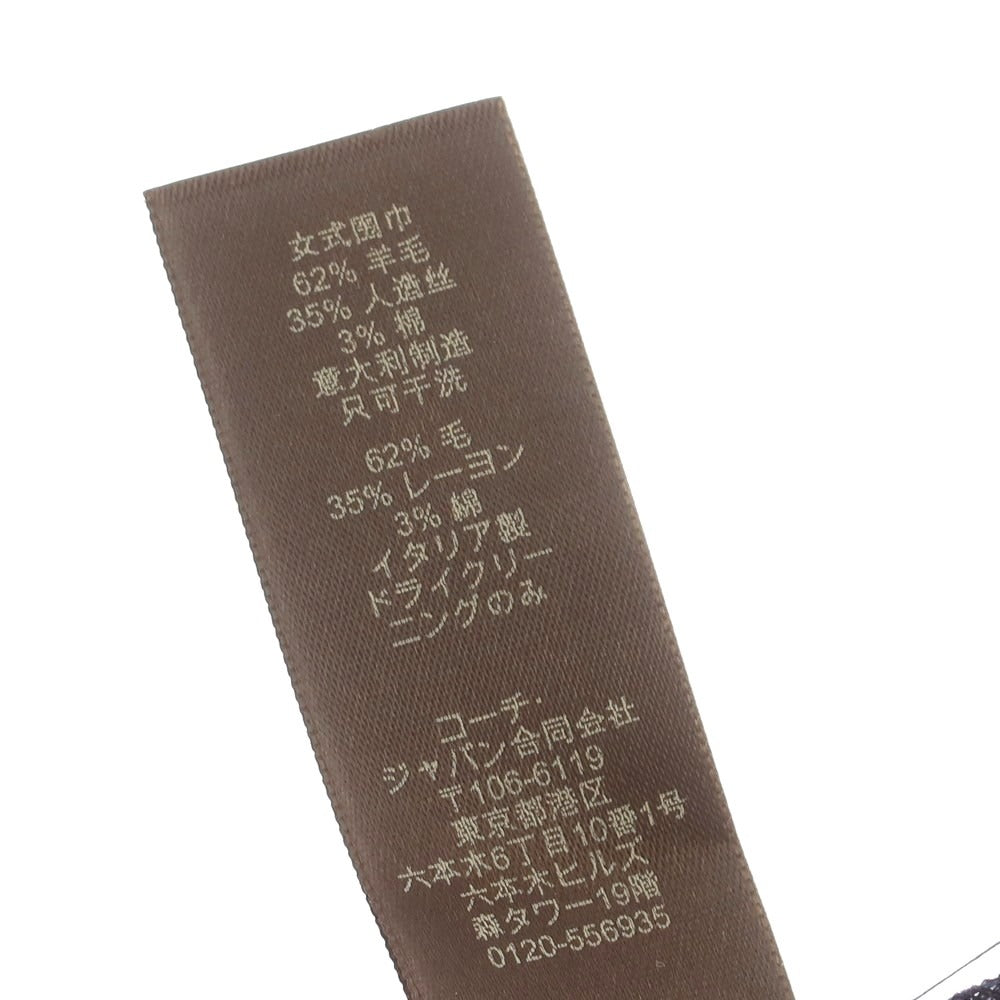 女式围巾
62% 羊毛
35% 人造丝
3% 棉
意大利制造
只可干洗
62% 毛
35% レーヨン
3% 綿
イタリア製
ドライクリー
ニングのみ
コーチ・
ジャパン合同会社
〒106-6119
東京都港区
六本木6丁目10番1号
六本木ヒルズ
森タワー19階
0120-556935